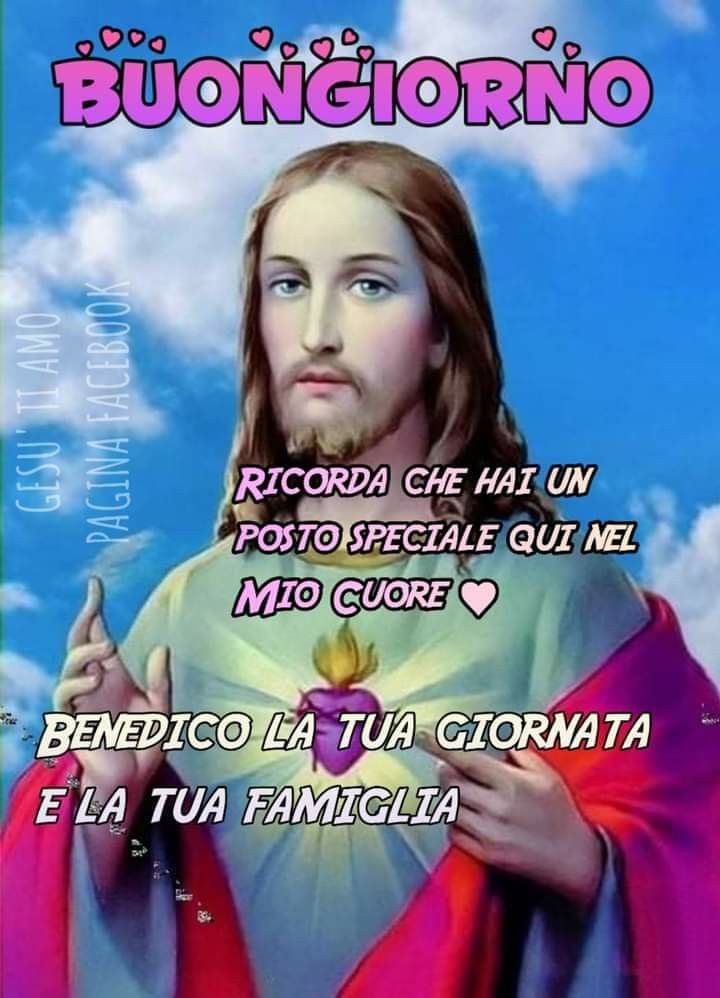 BUONGIORNO
GESU' TI AMO
PAGINA FACEBOOK
RICORDA CHE HAI UN
POSTO SPECIALE QUI NEL
MIO CUORE
BENEDICO LA TUA GIORNATA
E LA TUA FAMIGLIA